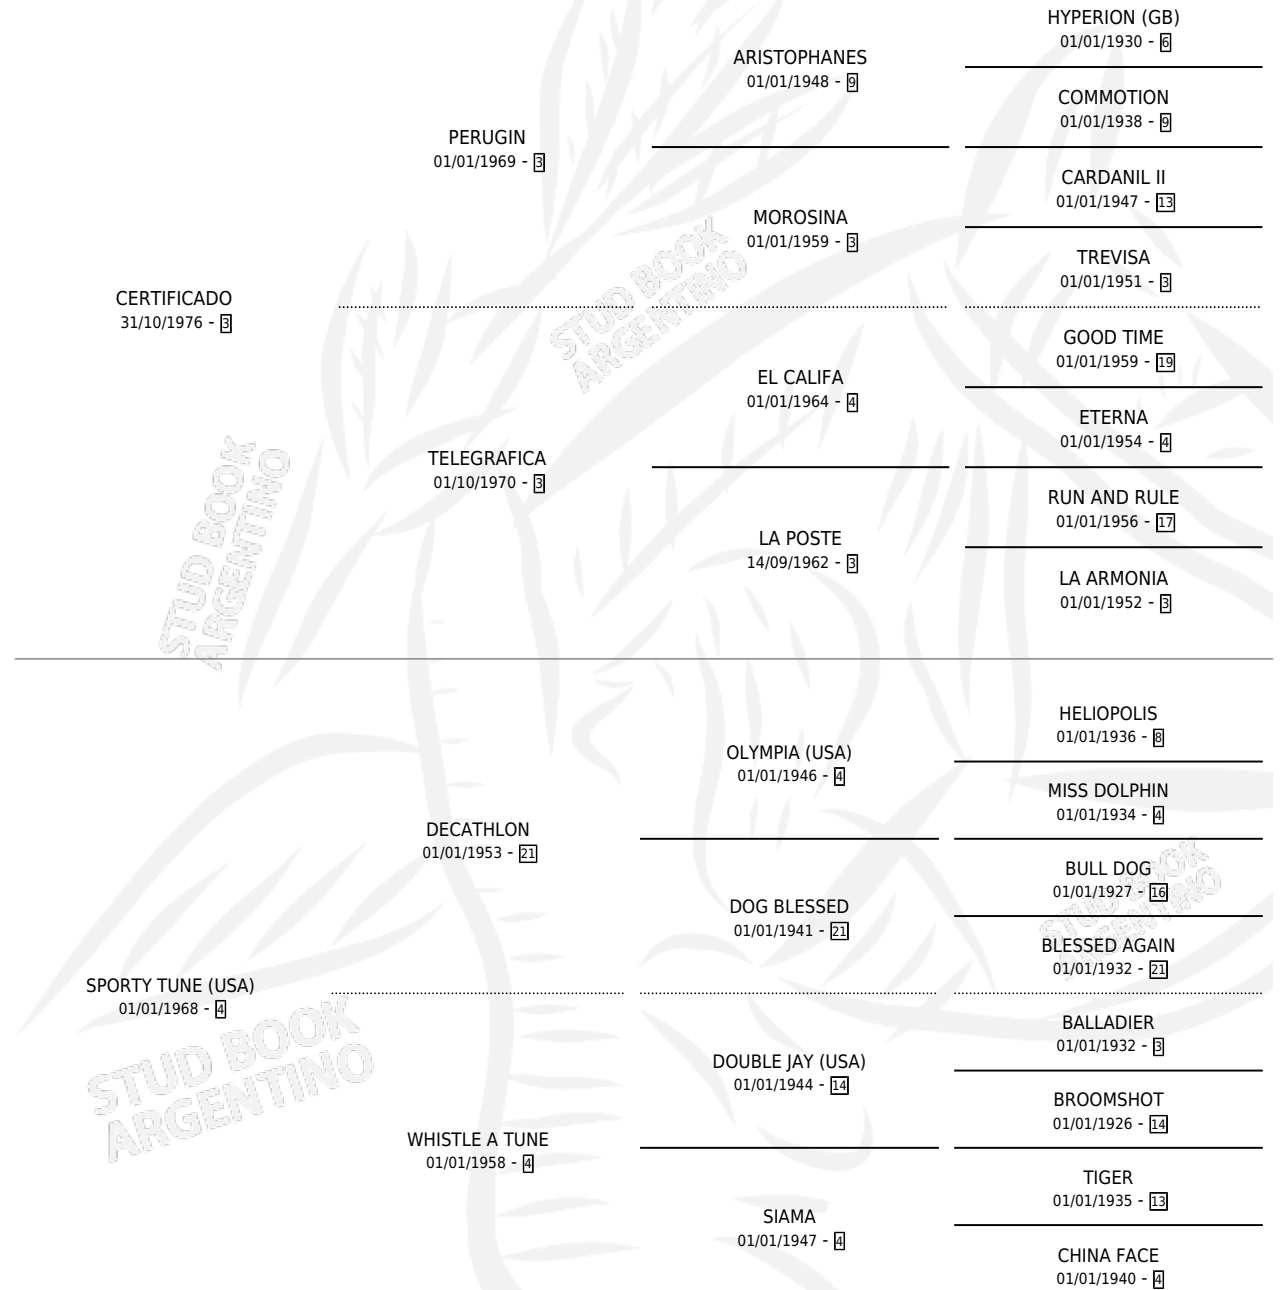 HYPERION (GB)
01/01/1930 - 6
ARISTOPHANES
01/01/1948 - 9
COMMOTION
01/01/1938 - 9
PERUGIN
01/01/1969 - 3
CARDANIL II
01/01/1947 - 13
MOROSINA
01/01/1959 - 3
TREVISA
01/01/1951 - 3
CERTIFICADO
31/10/1976 - 3
STUD BOOK
ARGENTINO
GOOD TIME
01/01/1959 - 19
EL CALIFA
01/01/1964 - 4
ETERNA
01/01/1954 - 4
TELEGRAFICA
01/10/1970 - 3
RUN AND RULE
01/01/1956 - 17
LA POSTE
14/09/1962 - 3
LA ARMONIA
01/01/1952 - 3
STUD BOOK
ARGENTINO
HELIOPOLIS
01/01/1936 - 8
OLYMPIA (USA)
01/01/1946 - 4
MISS DOLPHIN
01/01/1934 - 4
DECATHLON
01/01/1953 - 21
BULL DOG
01/01/1927 - 16
DOG BLESSED
01/01/1941 - 21
BLESSED AGAIN
01/01/1932 - 21
STUD BOOK
ARGENTINO
SPORTY TUNE (USA)
01/01/1968 - 4
BALLADIER
01/01/1932 - 3
DOUBLE JAY (USA)
01/01/1944 - 14
BROOMSHOT
01/01/1926 - 14
STUD BOOK
ARGENTINO
WHISTLE A TUNE
01/01/1958 - 4
TIGER
01/01/1935 - 13
SIAMA
01/01/1947 - 4
CHINA FACE
01/01/1940 - 4